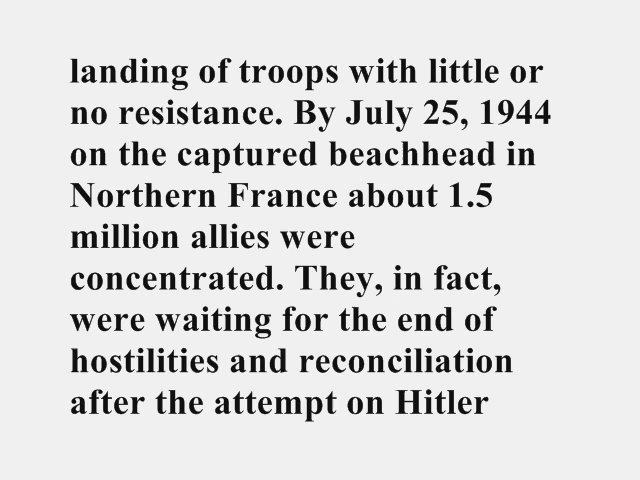 landing of troops with little or
no resistance. By July 25, 1944
on the captured beachhead in
Northern France about 1.5
million allies were
concentrated. They, in fact,
were waiting for the end of
hostilities and reconciliation
after the attempt on Hitler